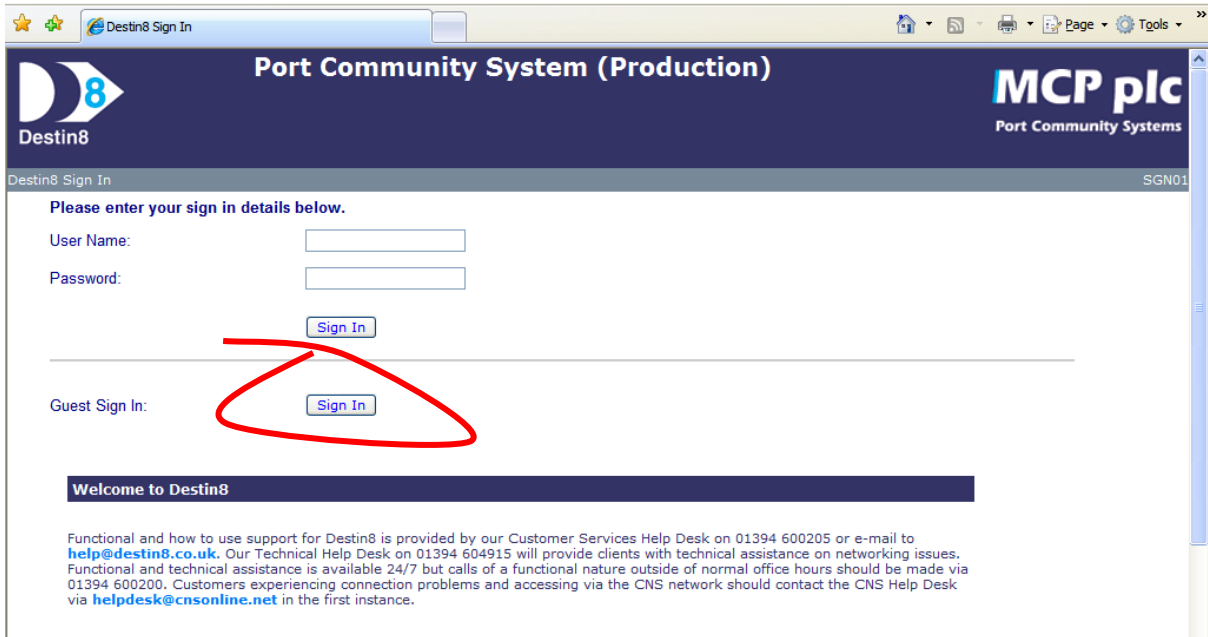 Destin8 Sign In
Page
Tools
»
Port Community System (Production)
D 8
Destin8
MCP plc
Port Community Systems
Destin8 Sign In SGN01
Please enter your sign in details below.
User Name:
Password:
Sign In
Guest Sign In: Sign In
Welcome to Destin8
Functional and how to use support for Destin8 is provided by our Customer Services Help Desk on 01394 600205 or e-mail to
help@destin8.co.uk. Our Technical Help Desk on 01394 604915 will provide clients with technical assistance on networking issues.
Functional and technical assistance is available 24/7 but calls of a functional nature outside of normal office hours should be made via
01394 600200. Customers experiencing connection problems and accessing via the CNS network should contact the CNS Help Desk
via helpdesk@cnsonline.net in the first instance.